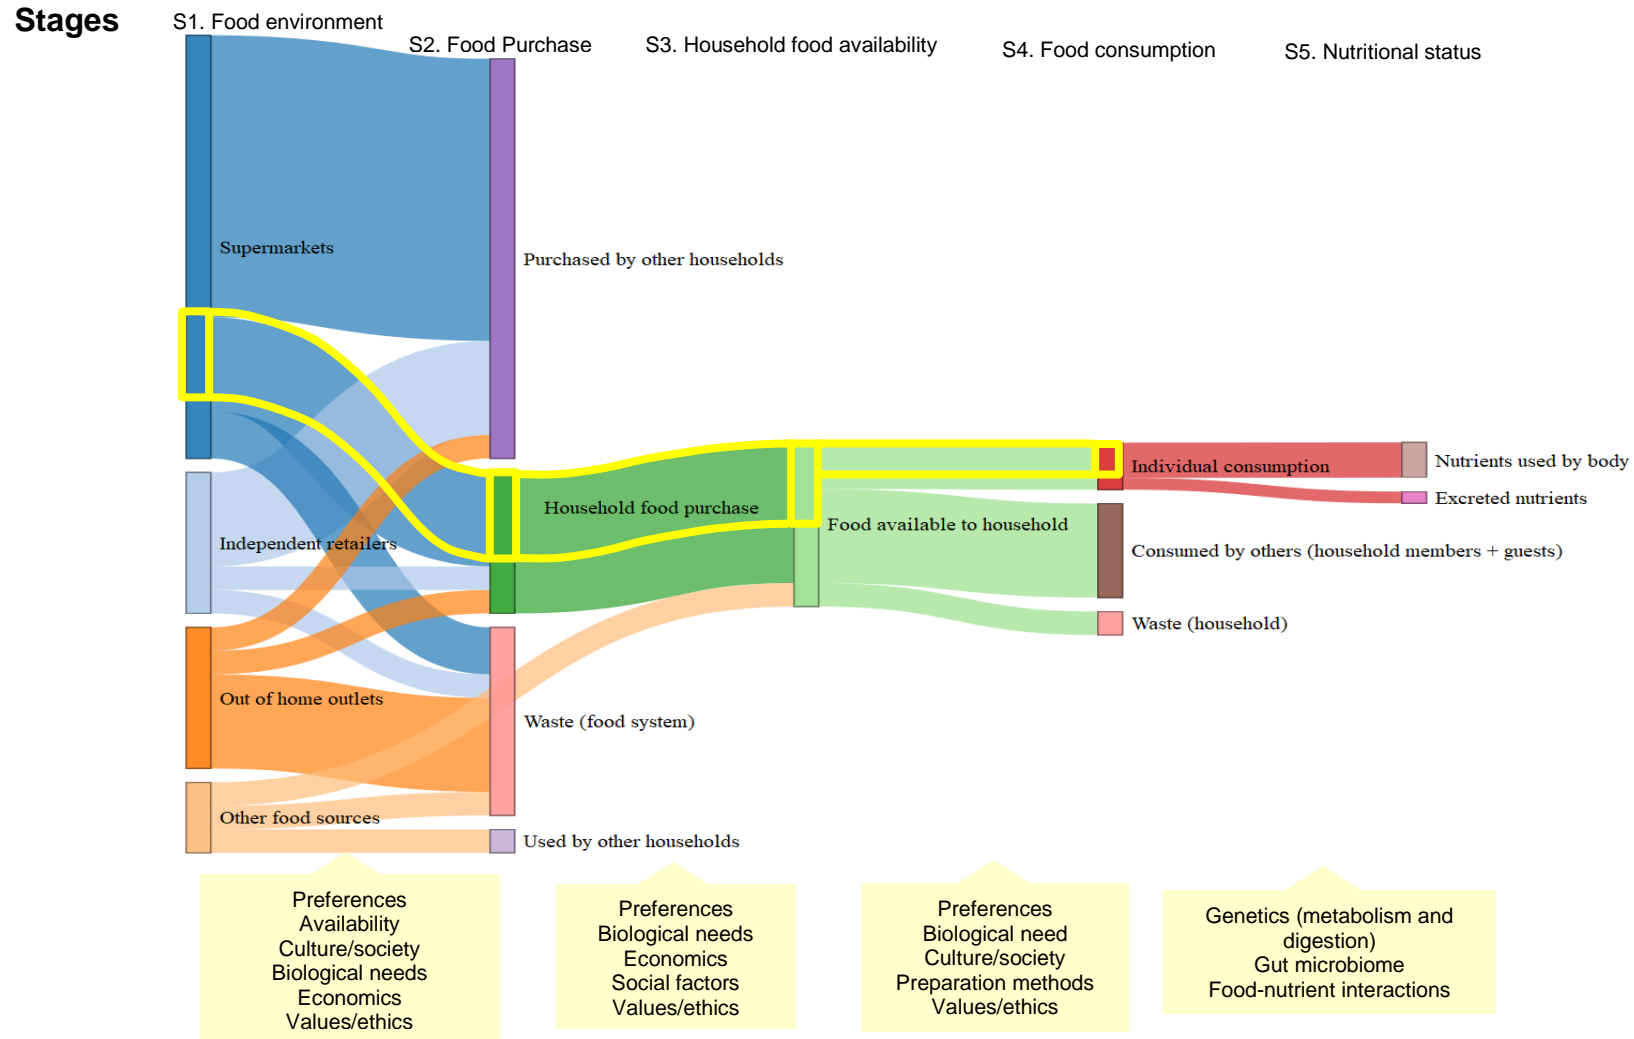 Stages
S1. Food environment
S2. Food Purchase
S3. Household food availability
S4. Food consumption
S5. Nutritional status
Supermarkets
Purchased by other households
Individual consumption
Nutrients used by body
Excreted nutrients
Household food purchase
Food available to household
Independent retailers
Consumed by others (household members + guests)
Waste (household)
Out of home outlets
Waste (food system)
Other food sources
Used by other households
Preferences
Availability
Culture/society
Biological needs
Economics
Values/ethics
Preferences
Biological needs
Economics
Social factors
Values/ethics
Preferences
Biological need
Culture/society
Preparation methods
Values/ethics
Genetics (metabolism and
digestion)
Gut microbiome
Food-nutrient interactions